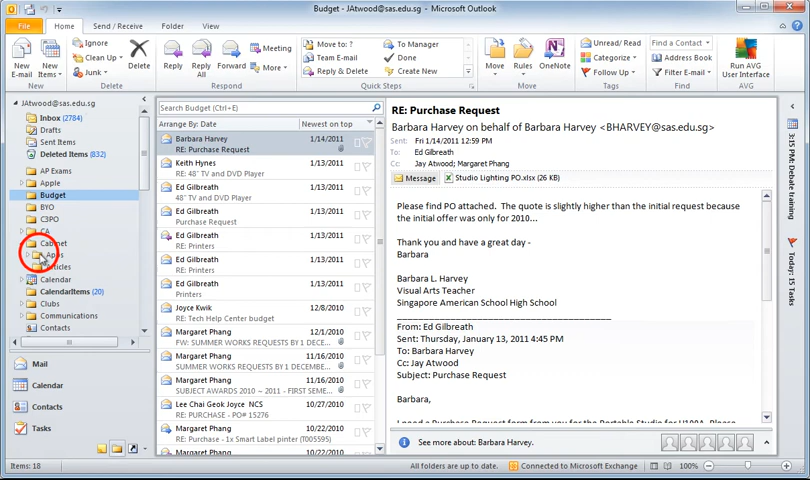 Budget - JAtwood@sas.edu.sg - Microsoft Outlook
File
Home
Send / Receive
Folder
View
New E-mail
New Items
New
Ignore
Clean Up
Junk
Delete
Delete
Reply
Reply All
Forward
Meeting
More
Respond
Move to: ?
To Manager
Team E-mail
Done
Reply & Delete
Create New
Quick Steps
Move
Rules
OneNote
Move
Unread/ Read
Categorize
Follow Up
Tags
Find a Contact
Address Book
Filter E-mail
Find
Run AVG User Interface
AVG
JAtwood@sas.edu.sg
Inbox (2784)
Drafts
Sent Items
Deleted Items (832)
AP Exams
Apple
Budget
BYO
C3PO
CA
Cabinet
Apps
Articles
Calendar
CalendarItems (20)
Clubs
Communications
Contacts
Mail
Calendar
Contacts
Tasks
Search Budget (Ctrl+E)
Arrange By: Date
Newest on top
Barbara Harvey 1/14/2011
RE: Purchase Request
Keith Hynes 1/13/2011
RE: 48" TV and DVD Player
Ed Gilbreath 1/13/2011
48" TV and DVD Player
Ed Gilbreath 1/13/2011
Purchase Request
Ed Gilbreath 1/13/2011
RE: Printers
Ed Gilbreath 1/13/2011
RE: Printers
Ed Gilbreath 1/13/2011
Printers
Joyce Kwik 12/8/2010
RE: Tech Help Center budget
Margaret Phang 12/1/2010
FW: SUMMER WORKS REQUESTS BY 1 DECE...
Margaret Phang 11/16/2010
SUMMER WORKS REQUESTS BY 1 DECEMB...
Margaret Phang 11/16/2010
SUBJECT AWARDS 2010 ~ 2011 - FIRST SEME...
Lee Chai Geok Joyce NCS 10/27/2010
RE: PURCHASE - PO# 15276
Margaret Phang 10/27/2010
RE: Purchase - 1x Smart Label printer (T005595)
RE: Purchase Request
Barbara Harvey on behalf of Barbara Harvey <BHARVEY@sas.edu.sg>
Sent: Fri 1/14/2011 12:59 PM
To: Ed Gilbreath
Cc: Jay Atwood; Margaret Phang
Message
Studio Lighting PO.xlsx (26 KB)
Please find PO attached. The quote is slightly higher than the initial request because
the initial offer was only for 2010...
Thank you and have a great day -
Barbara
Barbara L. Harvey
Visual Arts Teacher
Singapore American School High School
From: Ed Gilbreath
Sent: Thursday, January 13, 2011 4:45 PM
To: Barbara Harvey
Cc: Jay Atwood
Subject: Purchase Request
Barbara,
See more about: Barbara Harvey.
3:15 PM: Debate training
Today: 15 Tasks
Items: 18
All folders are up to date.
Connected to Microsoft Exchange
100%